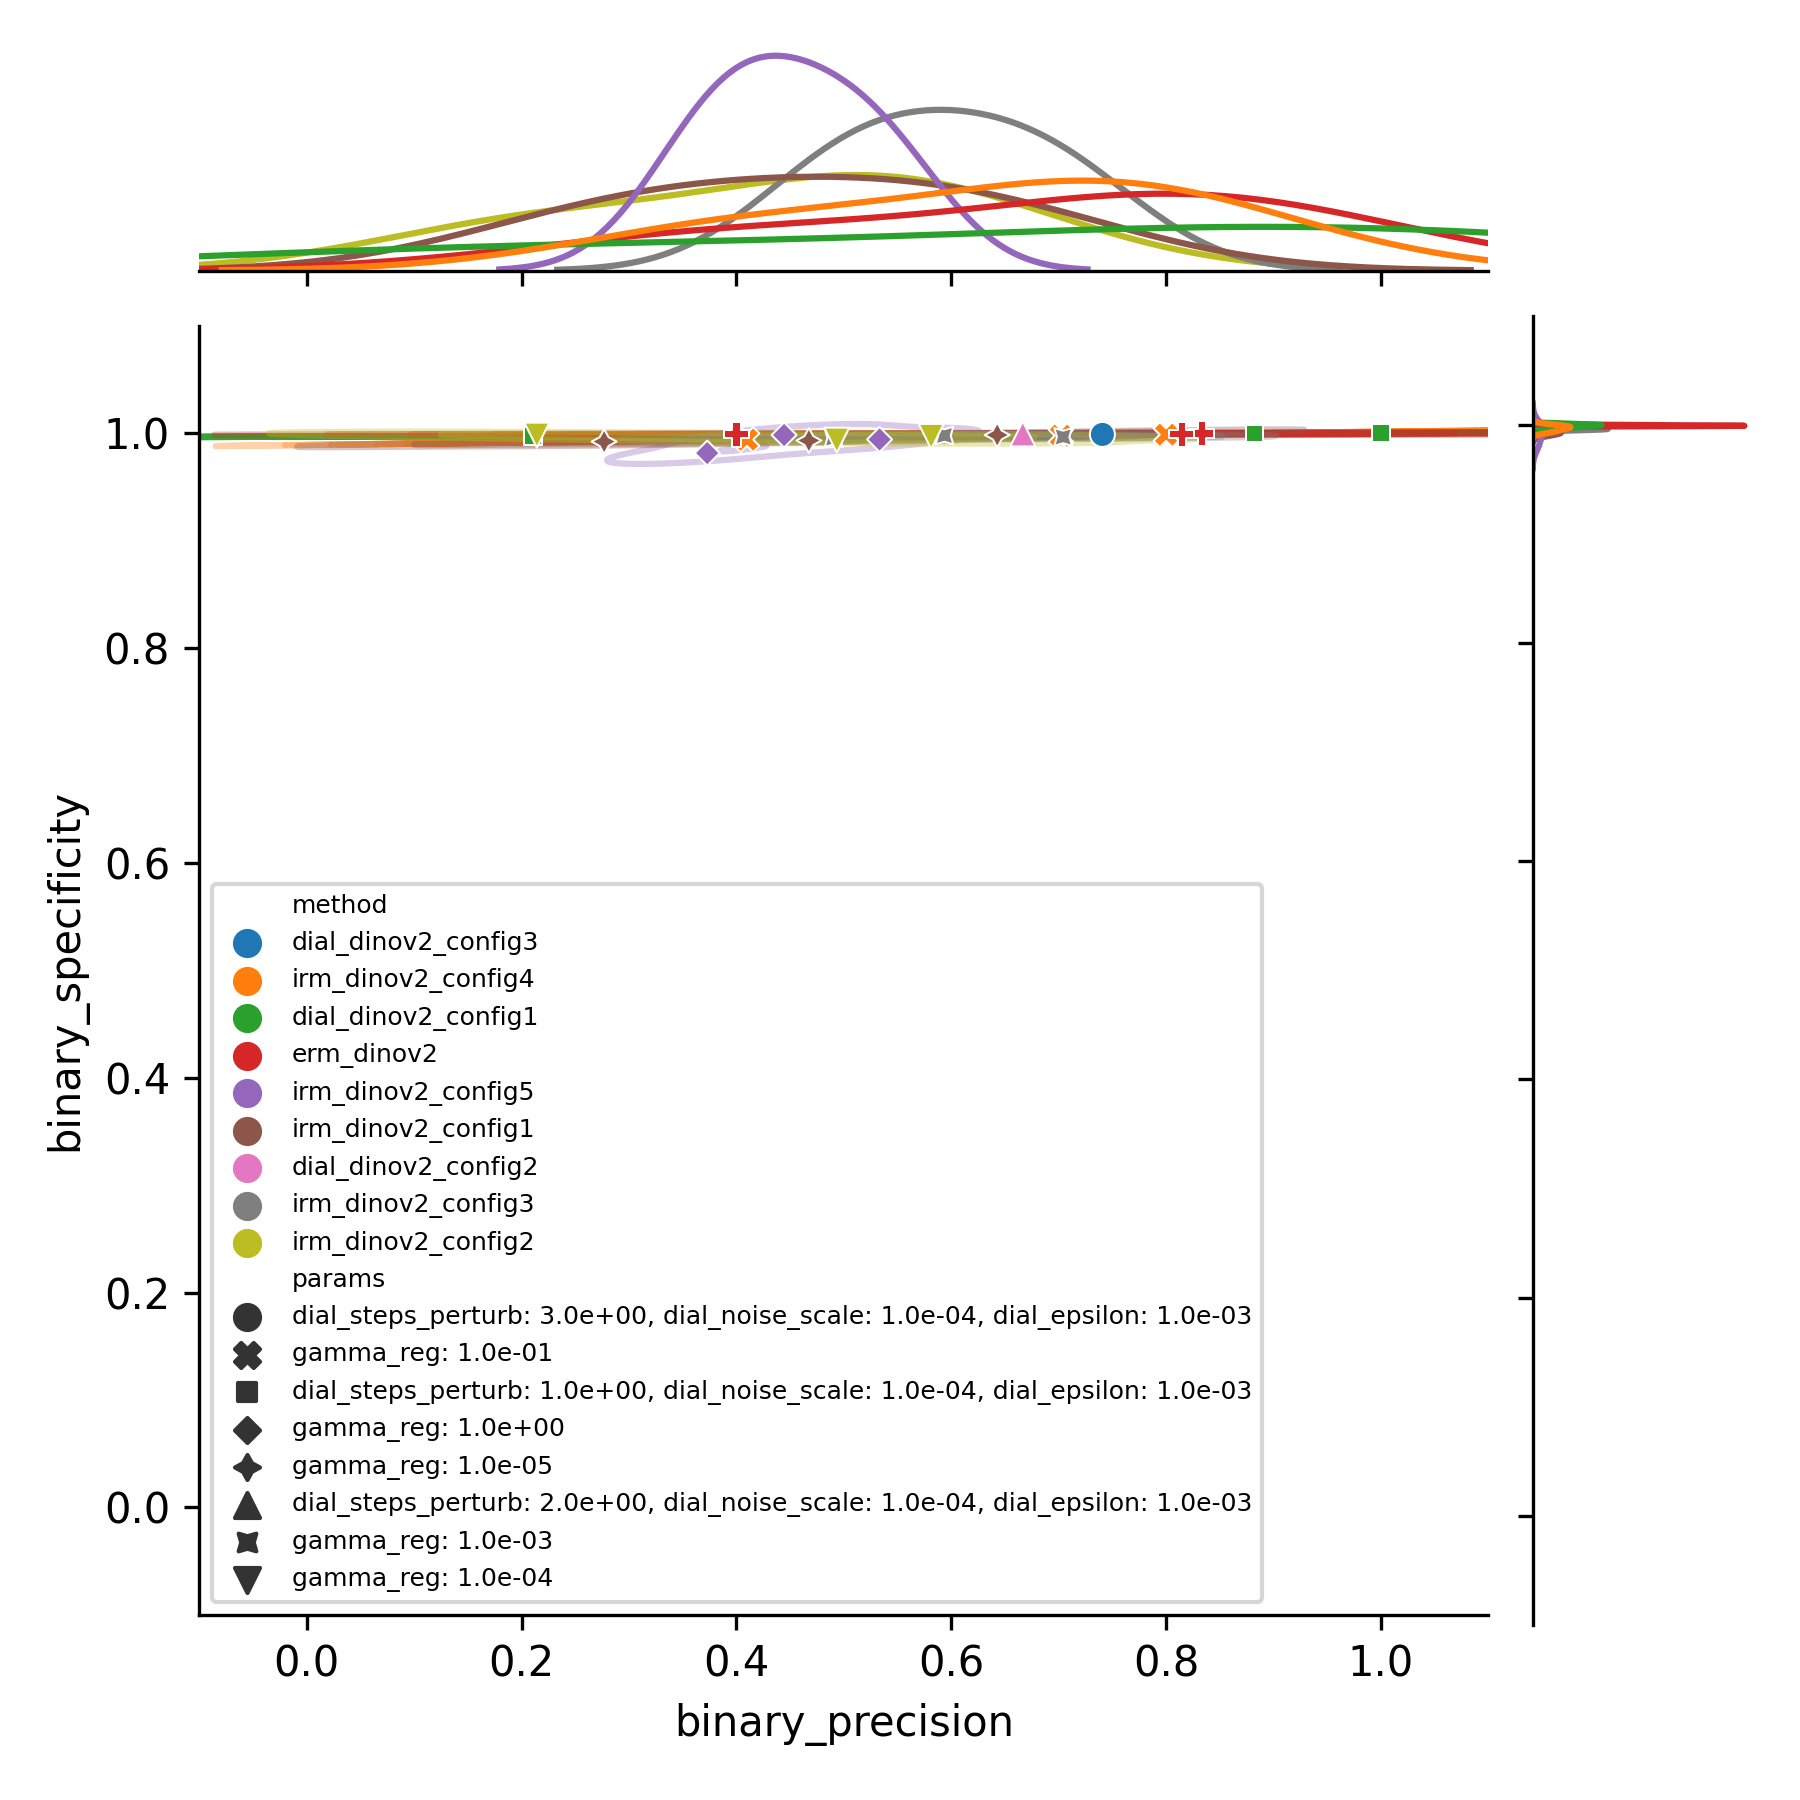 1.0
0.8
0.6
0.4
0.2
0.0
binary_specificity
method
dial_dinov2_config3
irm_dinov2_config4
dial_dinov2_config1
erm_dinov2
irm_dinov2_config5
irm_dinov2_config1
dial_dinov2_config2
irm_dinov2_config3
irm_dinov2_config2
params
dial_steps_perturb: 3.0e+00, dial_noise_scale: 1.0e-04, dial_epsilon: 1.0e-03
gamma_reg: 1.0e-01
dial_steps_perturb: 1.0e+00, dial_noise_scale: 1.0e-04, dial_epsilon: 1.0e-03
gamma_reg: 1.0e+00
gamma_reg: 1.0e-05
dial_steps_perturb: 2.0e+00, dial_noise_scale: 1.0e-04, dial_epsilon: 1.0e-03
gamma_reg: 1.0e-03
gamma_reg: 1.0e-04
0.0 0.2 0.4 0.6 0.8 1.0
binary_precision